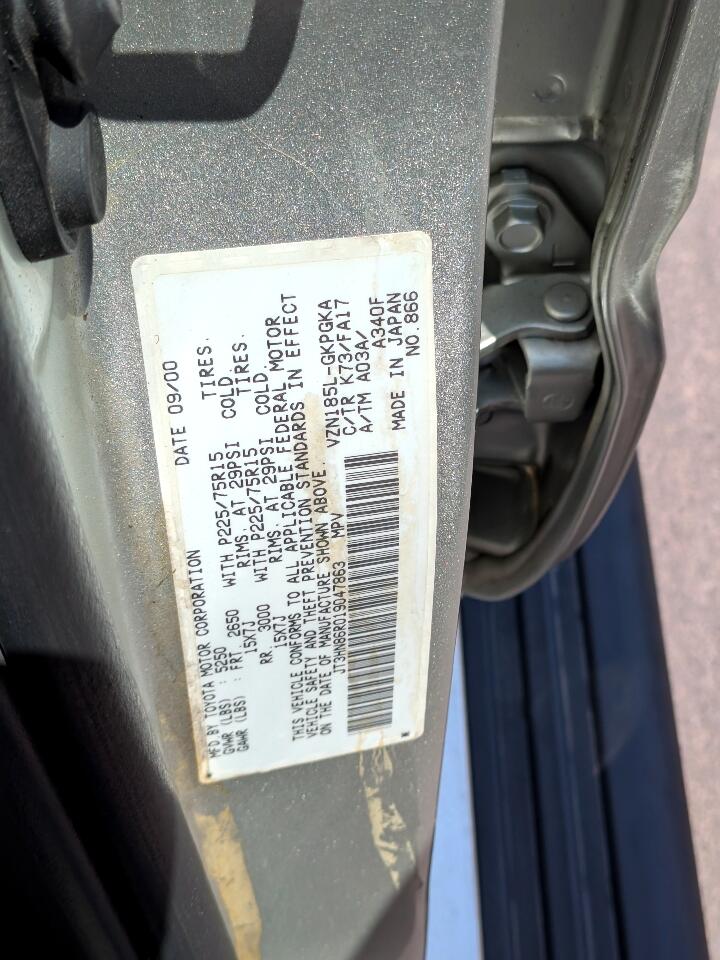 MFD BY TOYOTA MOTOR CORPORATION DATE 09/00
GVWR (LBS) : 5250
GAWR (LBS) : FRT. 2650 WITH P225/75R15 TIRES.
15X7J RIMS. AT 29PSI COLD.
RR. 3000 WITH P225/75R15 TIRES.
15X7J RIMS. AT 29PSI COLD.
THIS VEHICLE CONFORMS TO ALL APPLICABLE FEDERAL MOTOR
VEHICLE SAFETY AND THEFT PREVENTION STANDARDS IN EFFECT
ON THE DATE OF MANUFACTURE SHOWN ABOVE.
JT3HN86R019047863 MPV VZN185L-GKPGKA
C/TR K73/FA17
A/TM A03A/ A340F
MADE IN JAPAN
NO.866